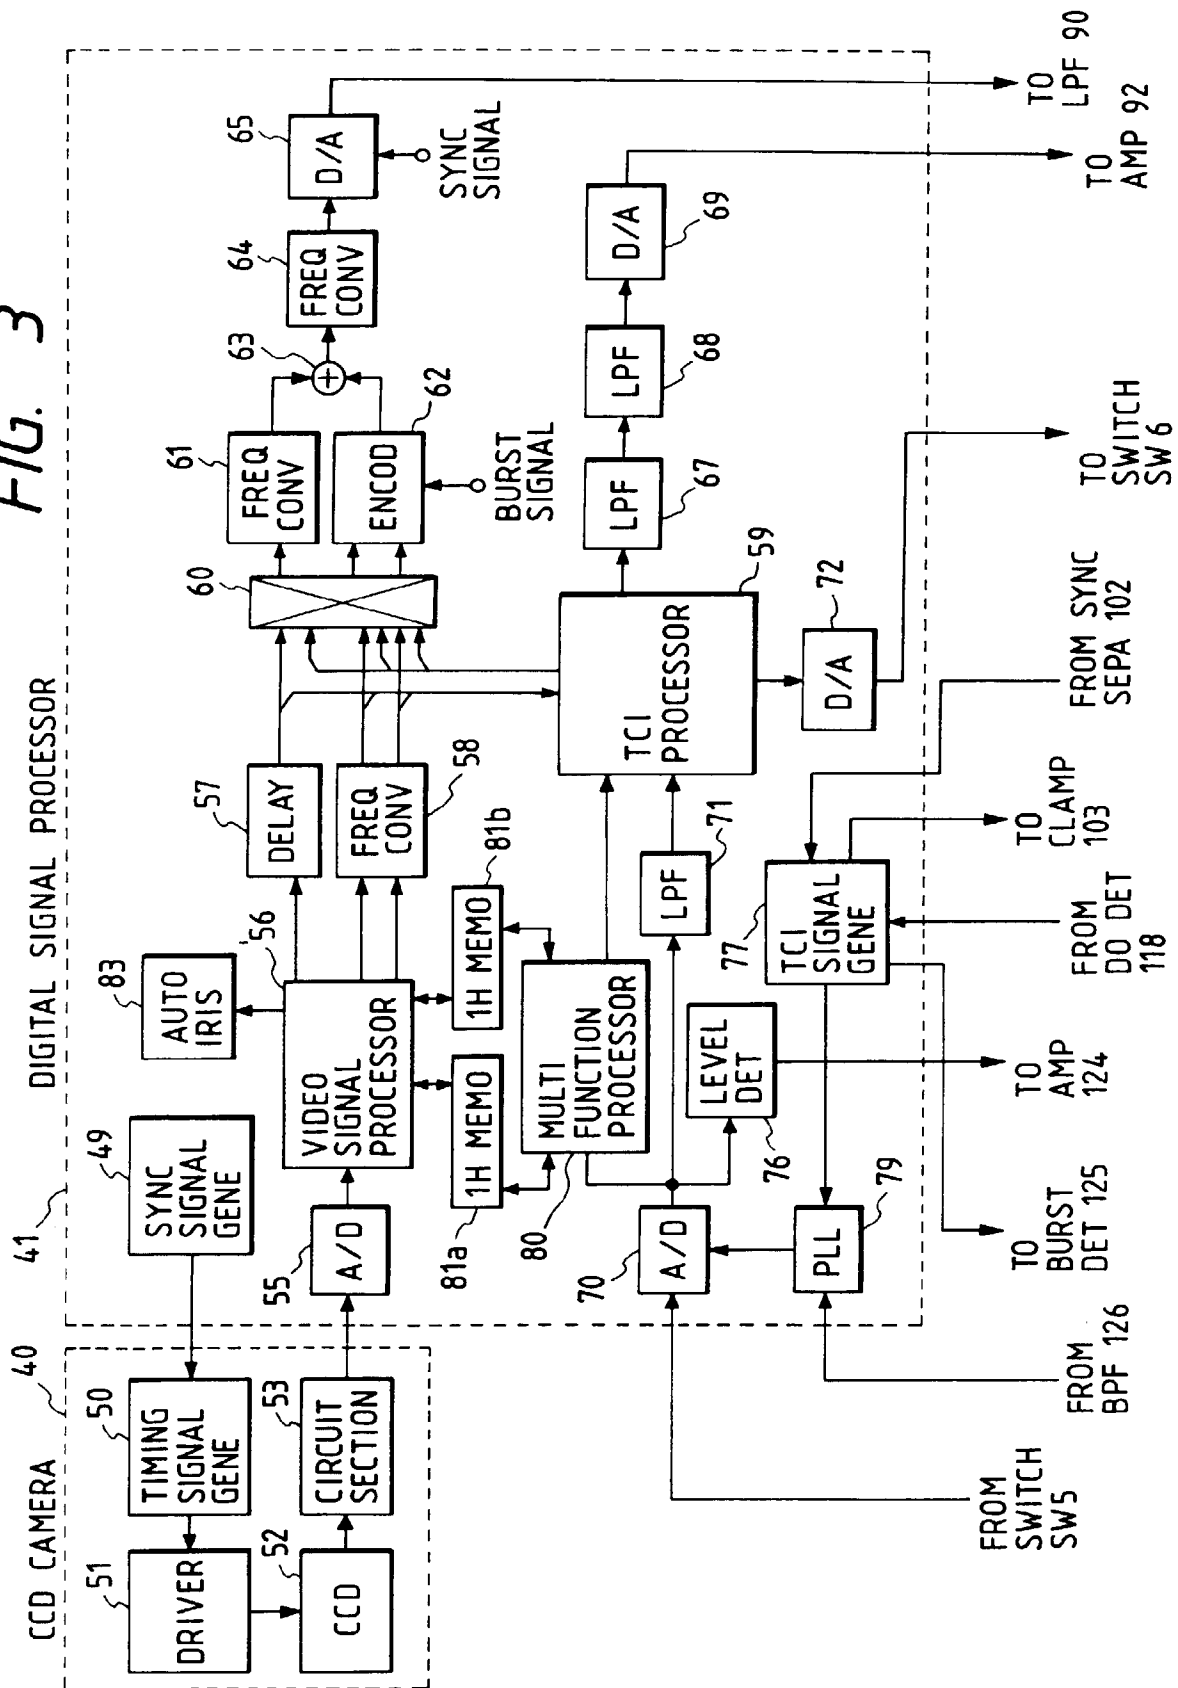 FIG. 3
DIGITAL SIGNAL PROCESSOR
CCD CAMERA
40
41
49
SYNC
SIGNAL
GENE
50
TIMING
SIGNAL
GENE
51
DRIVER
52
CCD
53
CIRCUIT
SECTION
55
A/D
83
AUTO
IRIS
56
VIDEO
SIGNAL
PROCESSOR
57
DELAY
FREQ
CONV
58
60
61
FREQ
CONV
ENCOD
62
BURST
SIGNAL
63
+
64
FREQ
CONV
65
D/A
SYNC
SIGNAL
81a
1H MEMO
1H MEMO
81b
MULTI
FUNCTION
PROCESSOR
80
TCI
PROCESSOR
59
LPF
67
LPF
68
D/A
69
70
A/D
LPF
71
D/A
72
LEVEL
DET
76
77
TCI
SIGNAL
GENE
PLL
79
FROM
SWITCH
SW5
FROM
BPF 126
TO
BURST
DET 125
TO
AMP
124
FROM
DO DET
118
TO
CLAMP
103
FROM SYNC
SEPA 102
TO
SWITCH
SW6
TO
AMP 92
TO
LPF 90